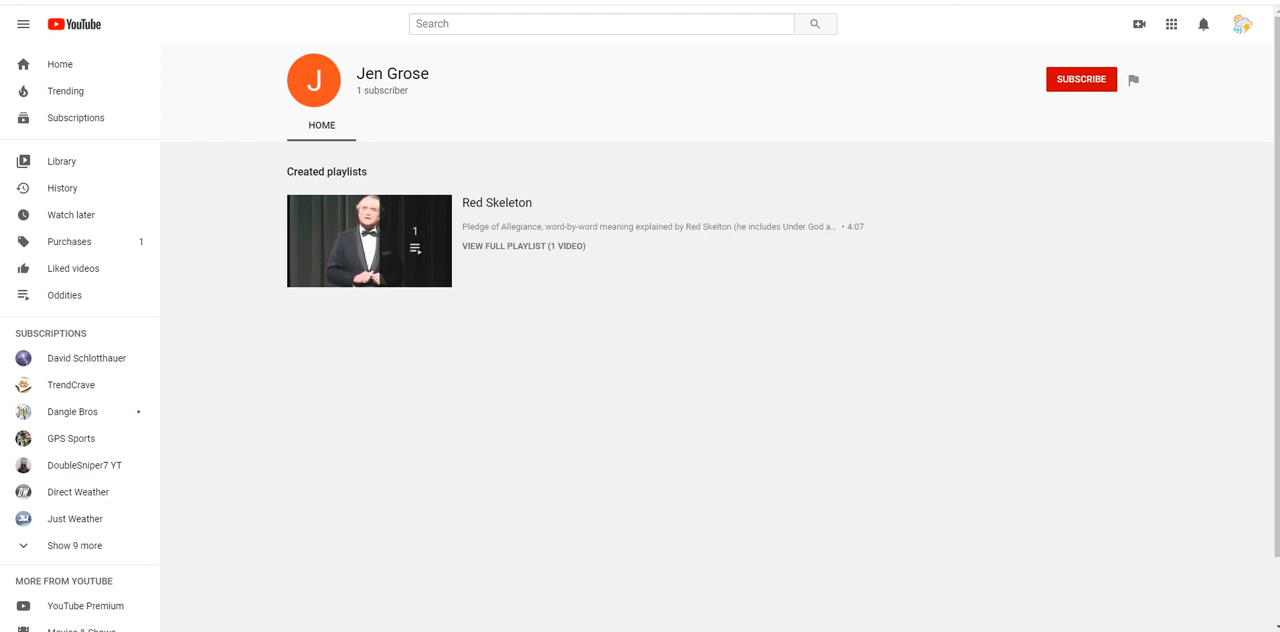 YouTube
Search
Home
Trending
Subscriptions
Library
History
Watch later
Purchases 1
Liked videos
Oddities
SUBSCRIPTIONS
David Schlotthauer
TrendCrave
Dangie Bros
GPS Sports
DoubleSniper7 YT
Direct Weather
Just Weather
Show 9 more
MORE FROM YOUTUBE
YouTube Premium
Movies & Shows
J
Jen Grose
1 subscriber
SUBSCRIBE
HOME
Created playlists
1
Red Skeleton
Pledge of Allegiance, word-by-word meaning explained by Red Skelton (he includes Under God a... • 4:07
VIEW FULL PLAYLIST (1 VIDEO)